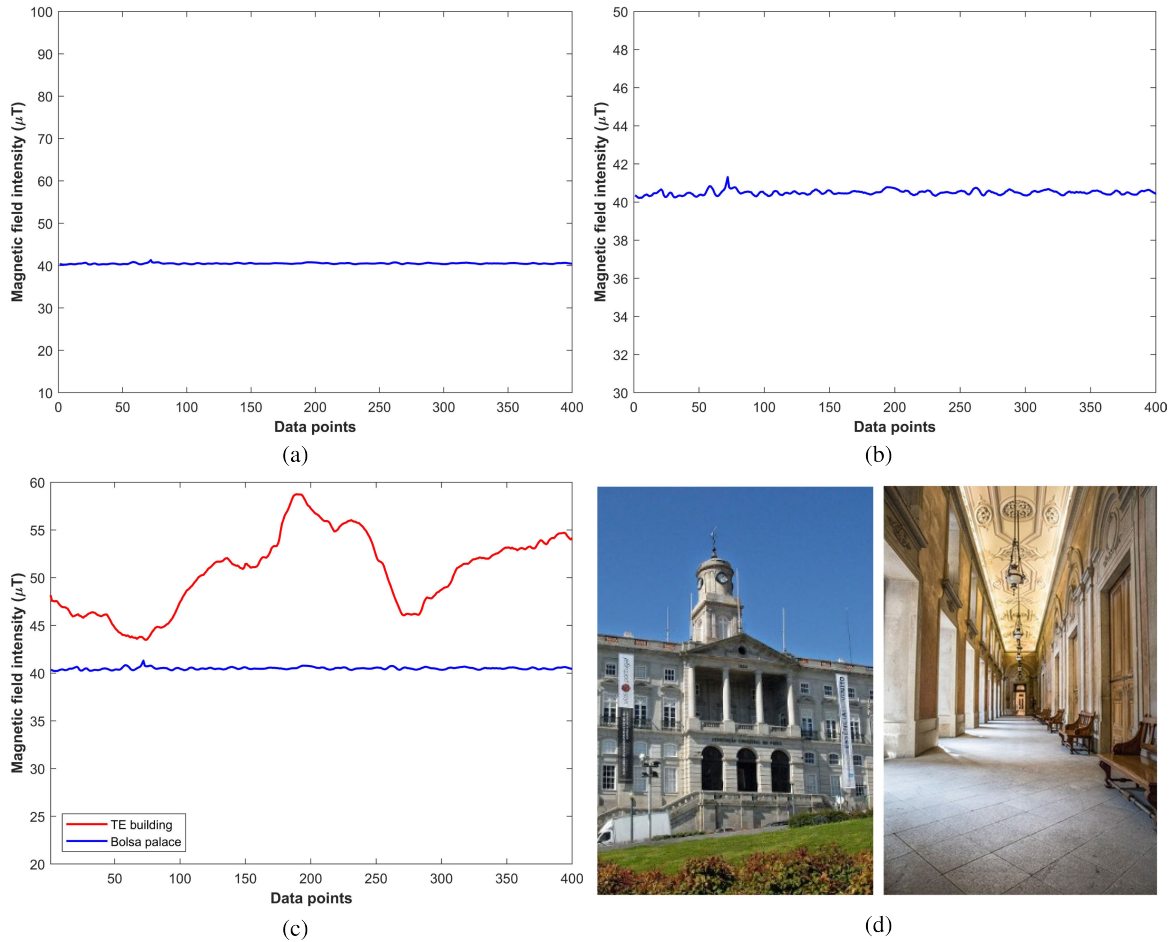 100
90
80
70
60
50
40
30
20
10
0 50 100 150 200 250 300 350 400
Magnetic field intensity (μT)
Data points
(a)
50
48
46
44
42
40
38
36
34
32
30
0 50 100 150 200 250 300 350 400
Magnetic field intensity (μT)
Data points
(b)
60
55
50
45
40
35
30
25
20
50 100 150 200 250 300 350 400
Magnetic field intensity (μT)
Data points
TE building
Bolsa palace
(c)
(d)